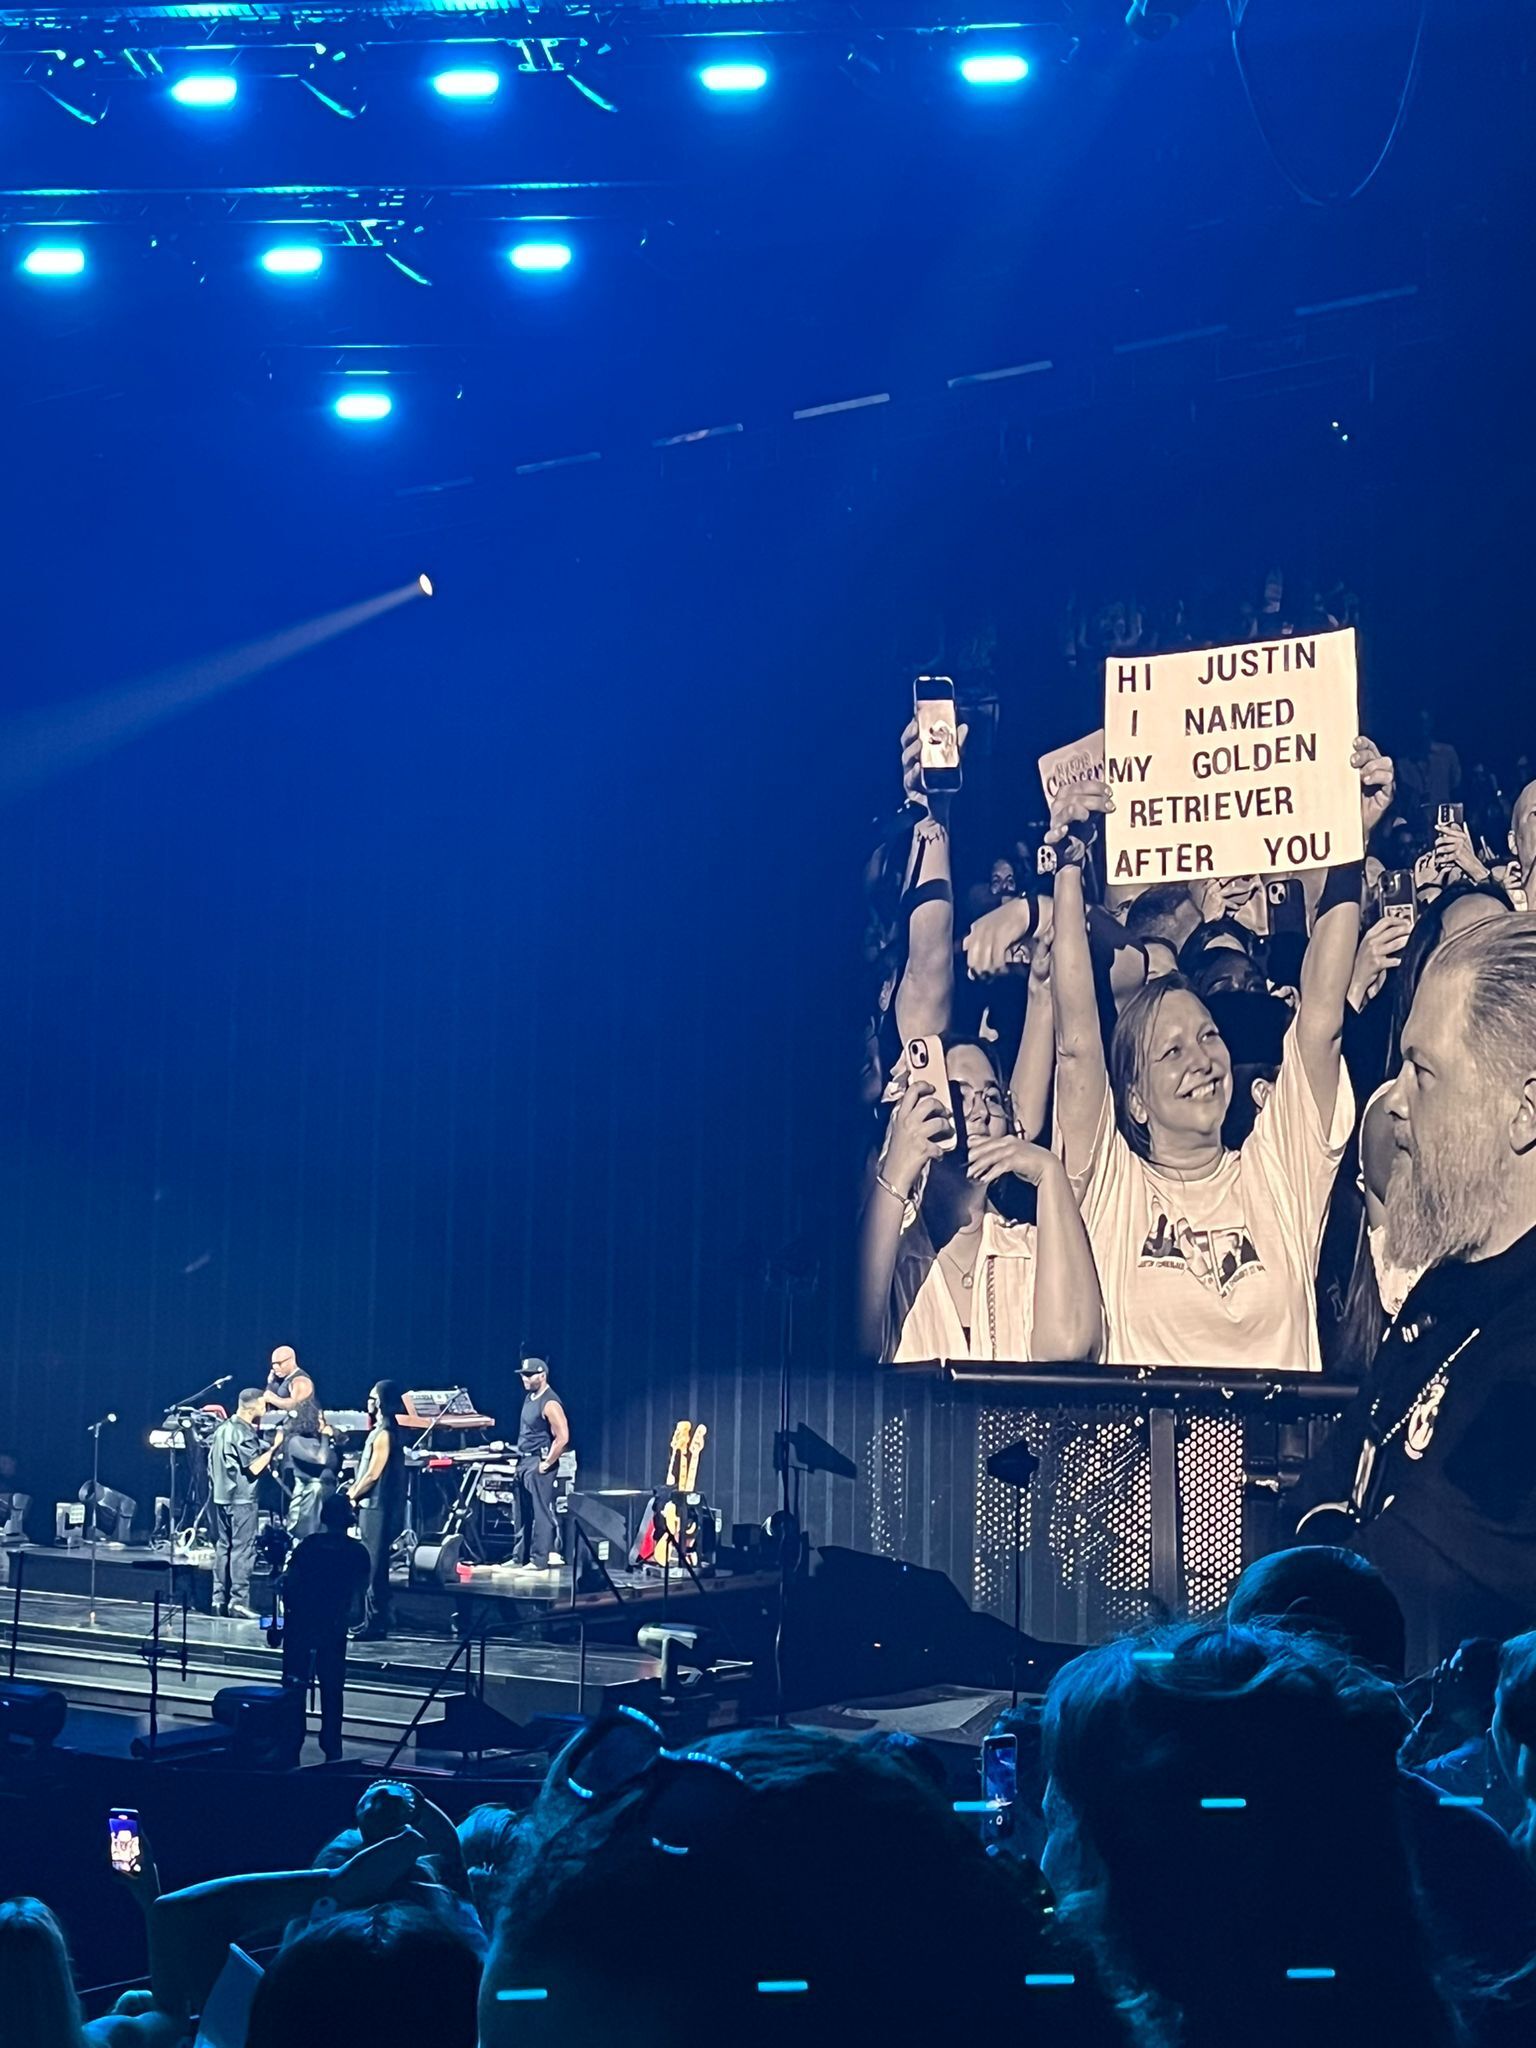 HI JUSTIN
I NAMED
MY GOLDEN
RETRIEVER
AFTER YOU